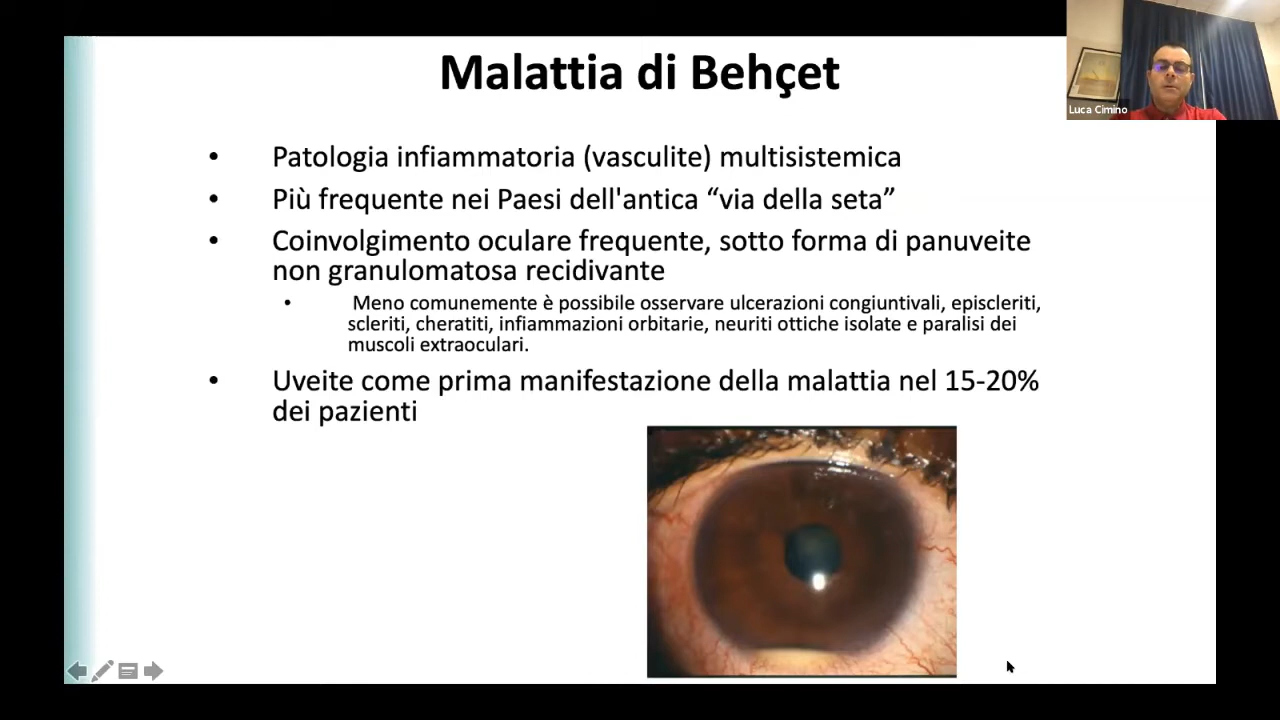 Malattia di Behçet
Luca Cimino
• Patologia infiammatoria (vasculite) multisistemica
• Più frequente nei Paesi dell'antica “via della seta”
• Coinvolgimento oculare frequente, sotto forma di panuveite
non granulomatosa recidivante
• Meno comunemente è possibile osservare ulcerazioni congiuntivali, episcleriti,
scleriti, cheratiti, infiammazioni orbitarie, neuriti ottiche isolate e paralisi dei
muscoli extraoculari.
• Uveite come prima manifestazione della malattia nel 15-20%
dei pazienti